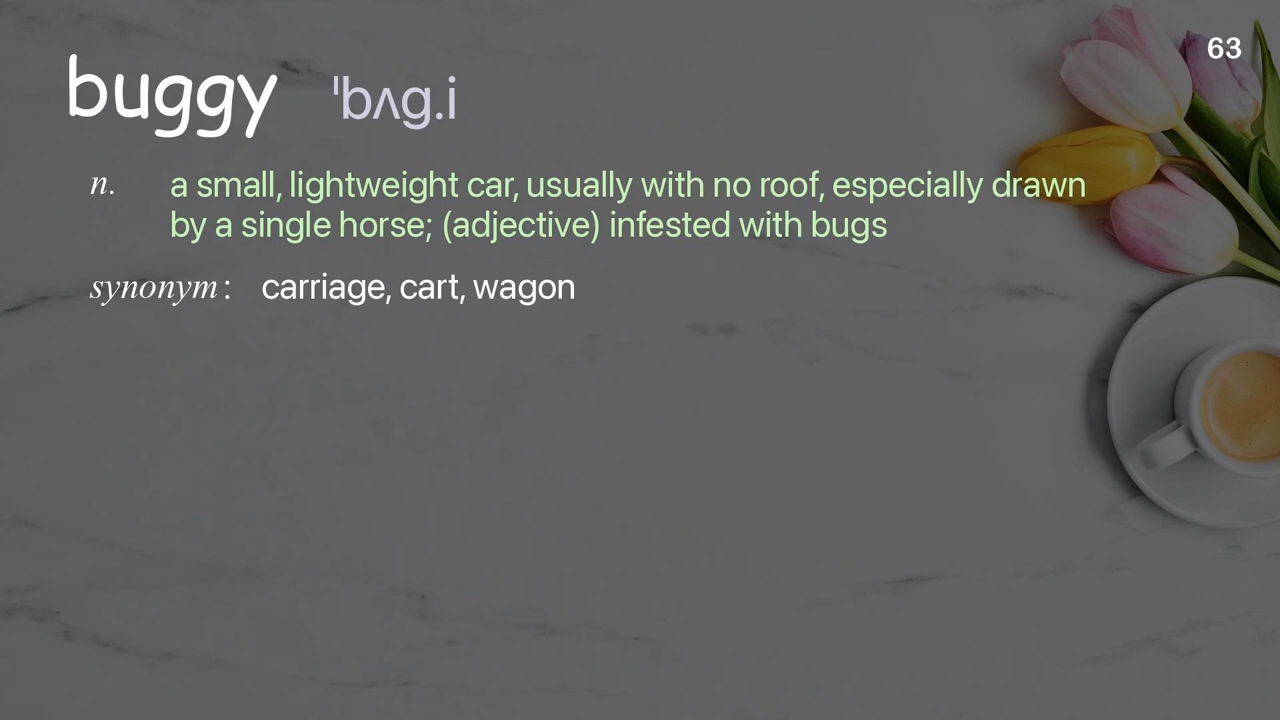 63
buggy ˈbʌg.i
n. a small, lightweight car, usually with no roof, especially drawn
by a single horse; (adjective) infested with bugs
synonym: carriage, cart, wagon